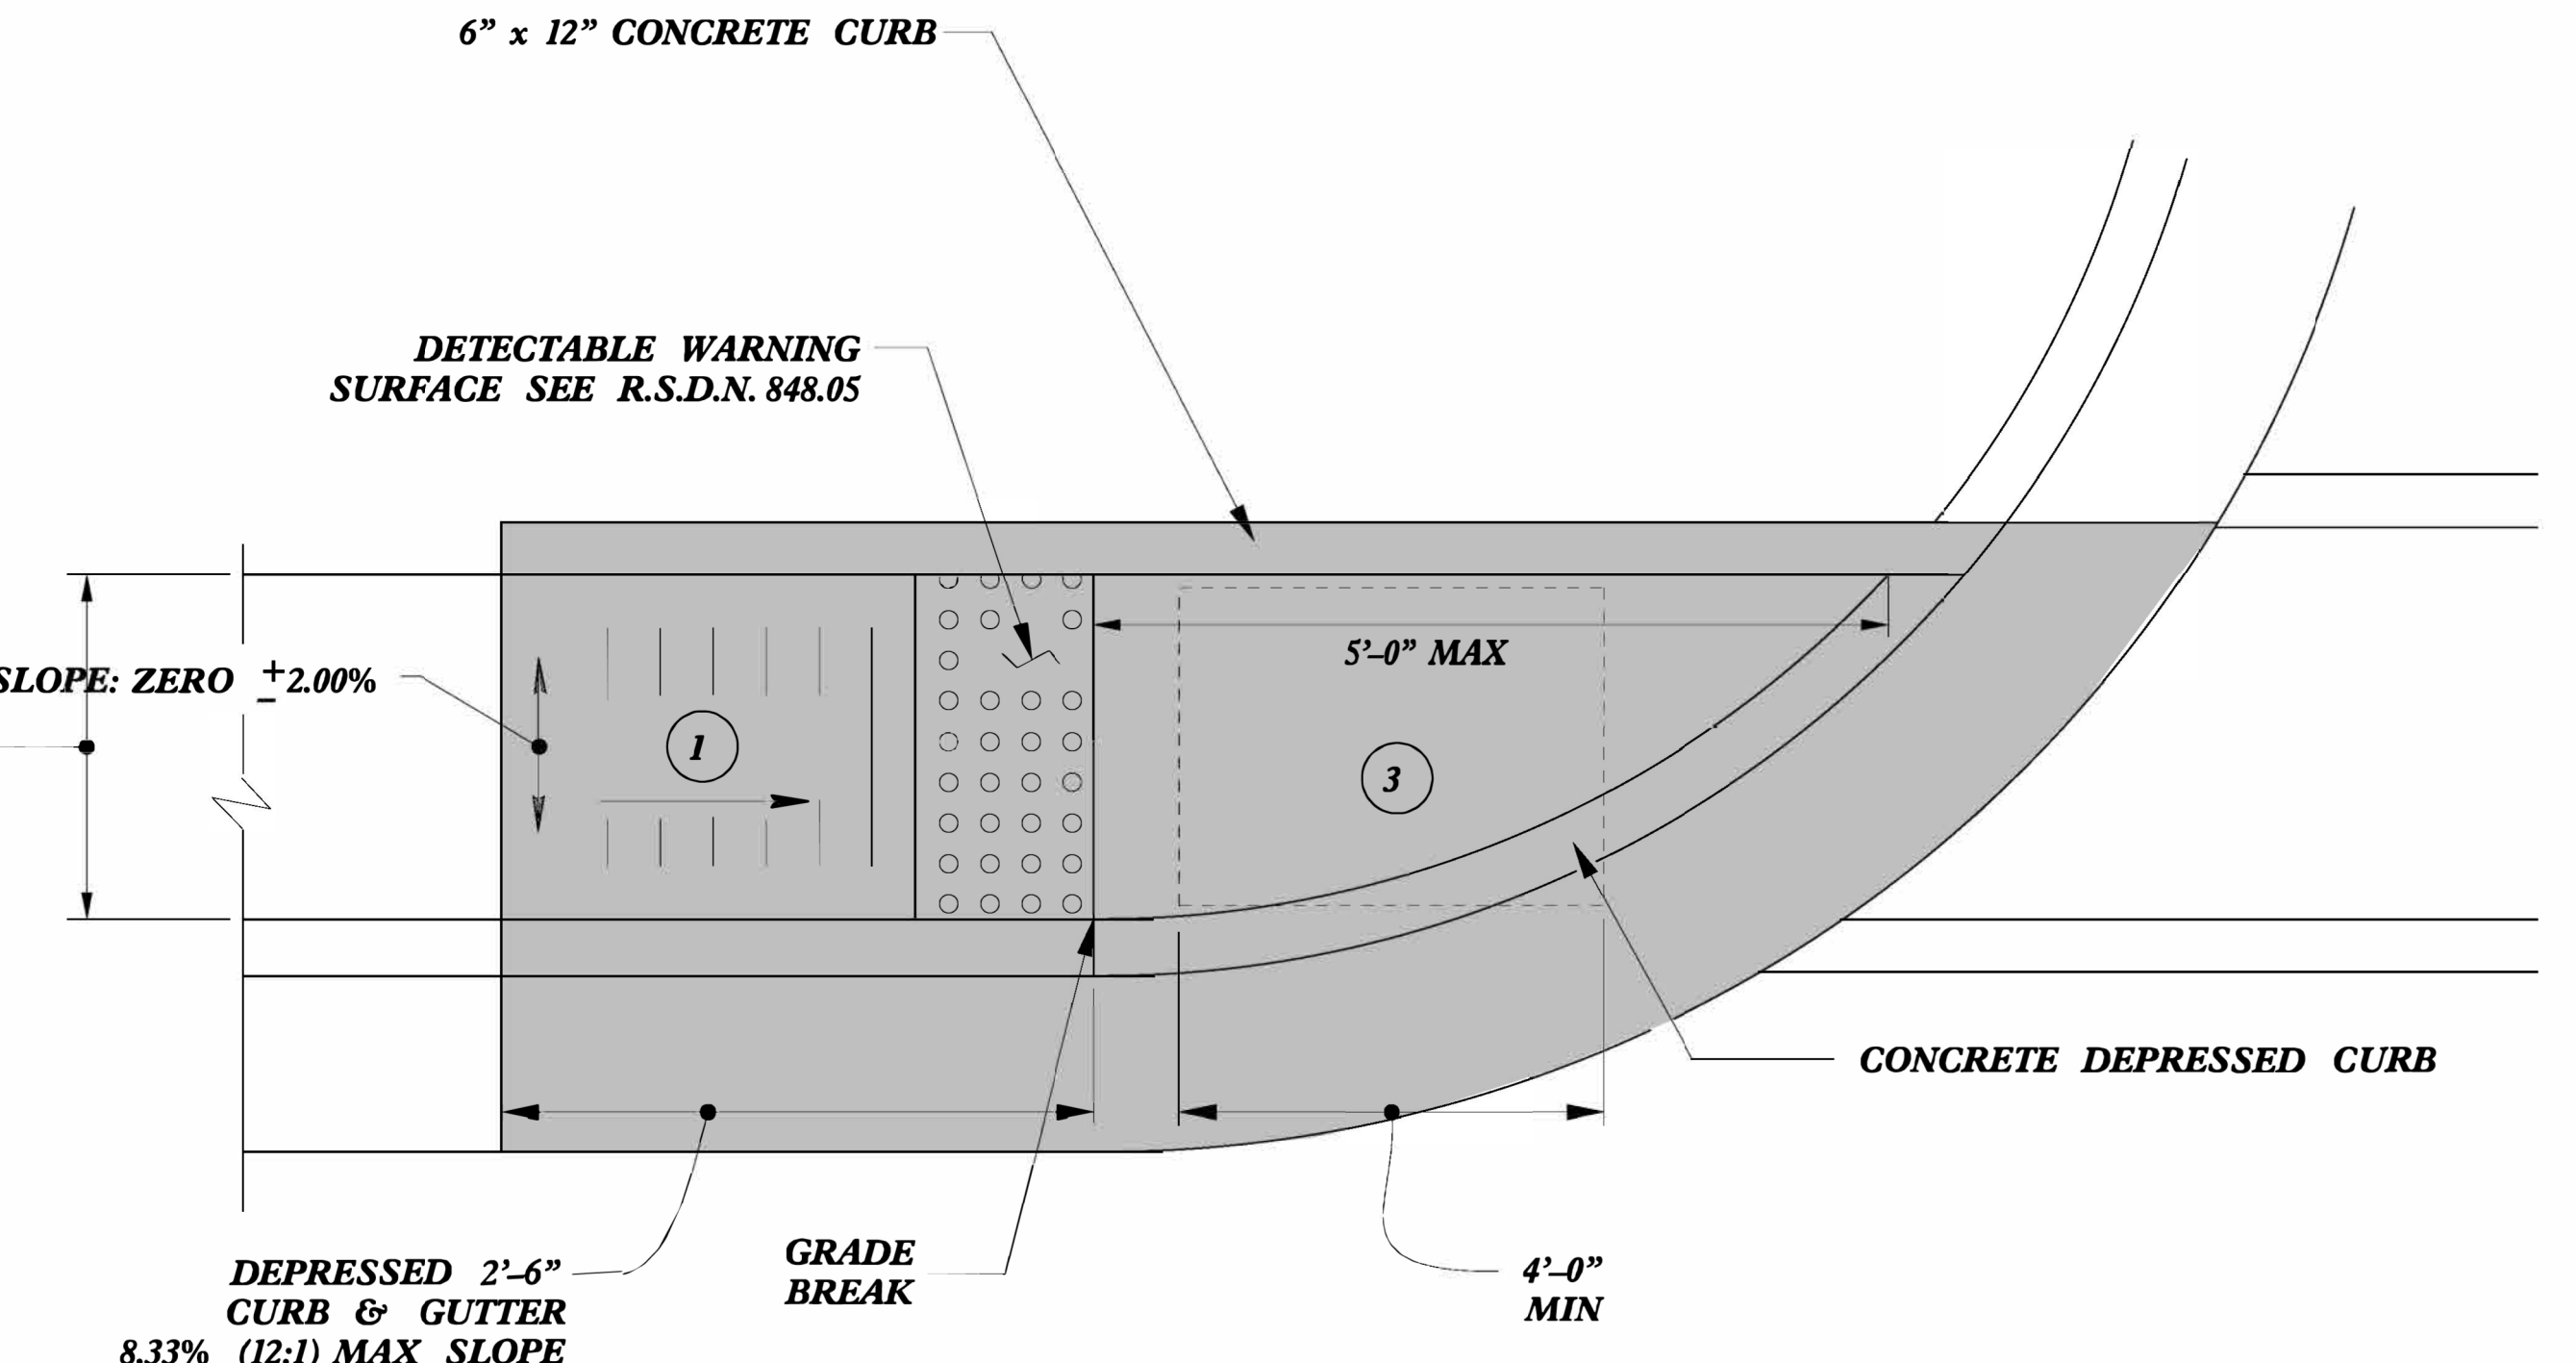 6” x 12” CONCRETE CURB
DETECTABLE WARNING
SURFACE SEE R.S.D.N. 848.05
SLOPE: ZERO ±2.00%
5’–0” MAX
1
3
CONCRETE DEPRESSED CURB
DEPRESSED 2’–6”
CURB & GUTTER
8.33% (12:1) MAX SLOPE
GRADE
BREAK
4’–0”
MIN